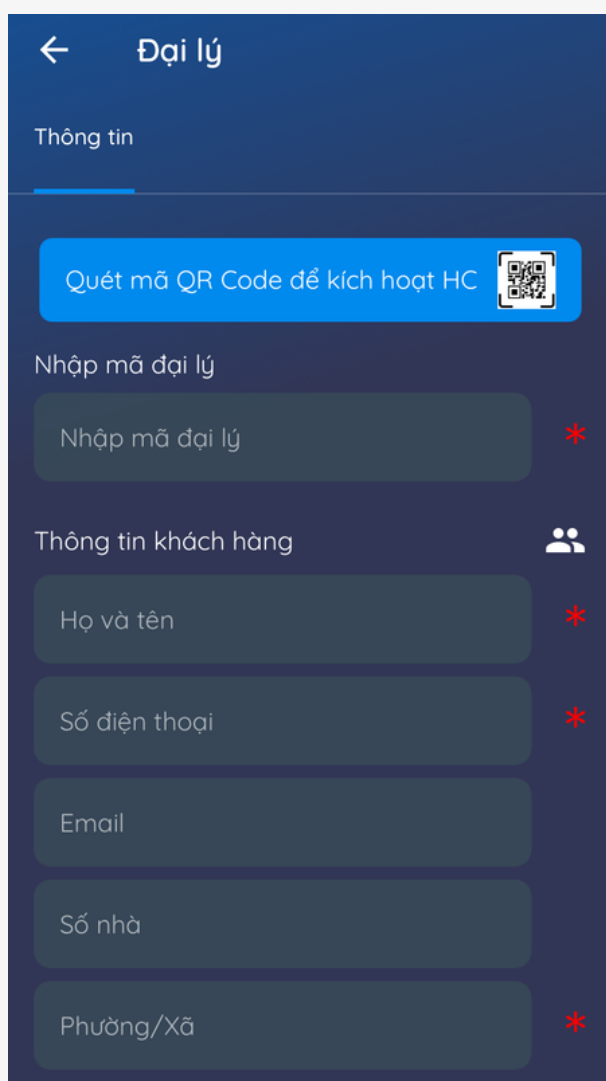 Đại lý
Thông tin
Quét mã QR Code để kích hoạt HC
Nhập mã đại lý
Nhập mã đại lý
*
Thông tin khách hàng
Họ và tên
*
Số điện thoại
*
Email
Số nhà
Phường/Xã
*